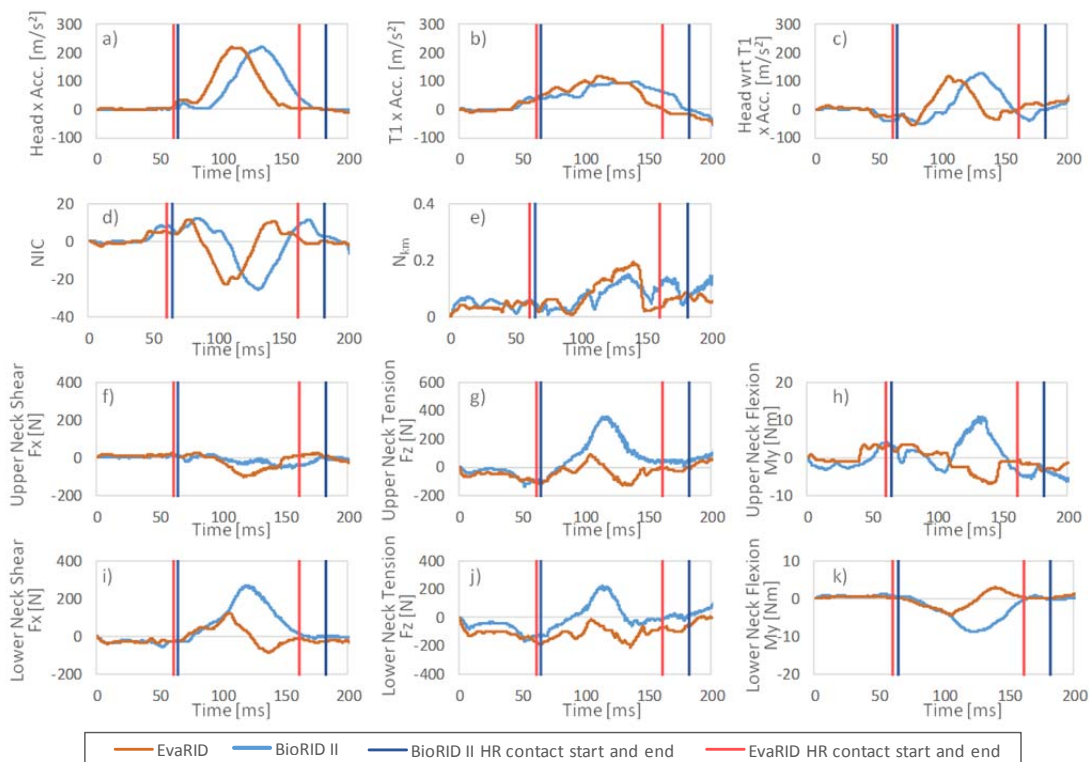 a)
Head x Acc. [m/s²]
300
200
100
0
-100
0 50 100 150 200
Time [ms]
b)
T1 x Acc. [m/s²]
300
200
100
0
-100
0 50 100 150 200
Time [ms]
c)
Head wrt T1
x Acc. [m/s²]
300
200
100
0
-100
0 50 100 150 200
Time [ms]
d)
NIC
20
0
-20
-40
0 50 100 150 200
Time [ms]
e)
Nkm
0.4
0.2
0
0 50 100 150 200
Time [ms]
f)
Upper Neck Shear
Fx [N]
400
200
0
-200
0 50 100 150 200
Time [ms]
g)
Upper Neck Tension
Fz [N]
600
400
200
0
-200
0 50 100 150 200
Time [ms]
h)
Upper Neck Flexion
My [Nm]
20
10
0
-10
0 50 100 150 200
Time [ms]
i)
Lower Neck Shear
Fx [N]
400
200
0
-200
0 50 100 150 200
Time [ms]
j)
Lower Neck Tension
Fz [N]
400
200
0
-200
-400
0 50 100 150 200
Time [ms]
k)
Lower Neck Flexion
My [Nm]
10
0
-10
-20
0 50 100 150 200
Time [ms]
EvaRID BioRID II BioRID II HR contact start and end EvaRID HR contact start and end